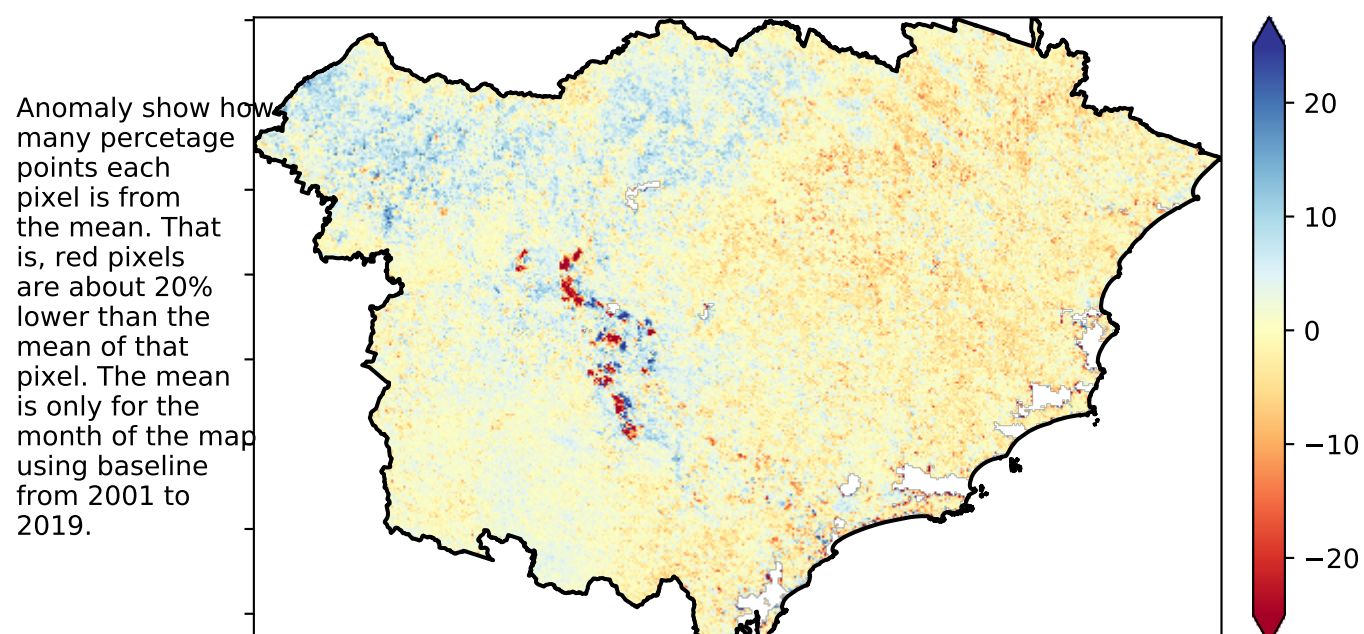 Anomaly show how
many percetage
points each
pixel is from
the mean. That
is, red pixels
are about 20%
lower than the
mean of that
pixel. The mean
is only for the
month of the map
using baseline
from 2001 to
2019.
20
10
0
−10
−20